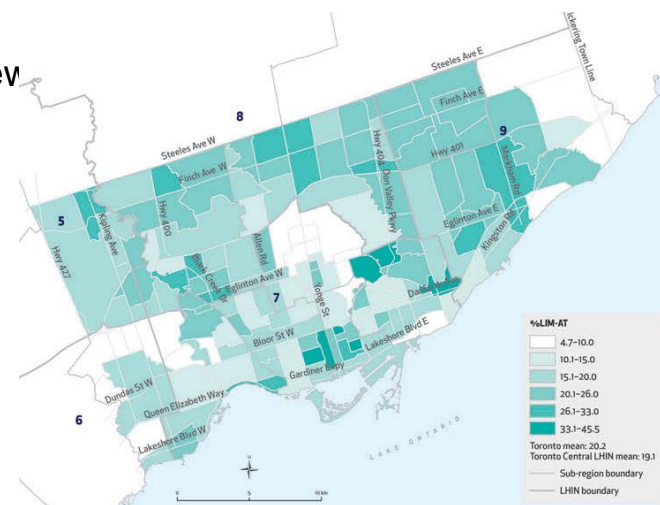 ew
Pickering Town Line
Steeles Ave E
Finch Ave E
8
9
Steeles Ave W
Hwy 404-Don Valley Pkwy
Hwy 401
Markham Rd
Finch Ave W
5
Kipling Ave
Hwy 400
Eglinton Ave E
Kingston Rd
Hwy 427
Allen Rd
Black Creek Dr
Eglinton Ave W
7
Yonge St
Bloor St W
Lakeshore Blvd E
Gardiner Expy
Dundas St W
Queen Elizabeth Way
6
Lakeshore Blvd W
LAKE ONTARIO
N
0
5
10 km
%LIM-AT
4.7–10.0
10.1–15.0
15.1–20.0
20.1–26.0
26.1–33.0
33.1–45.5
Toronto mean: 20.2
Toronto Central LHIN mean: 19.1
Sub-region boundary
LHIN boundary